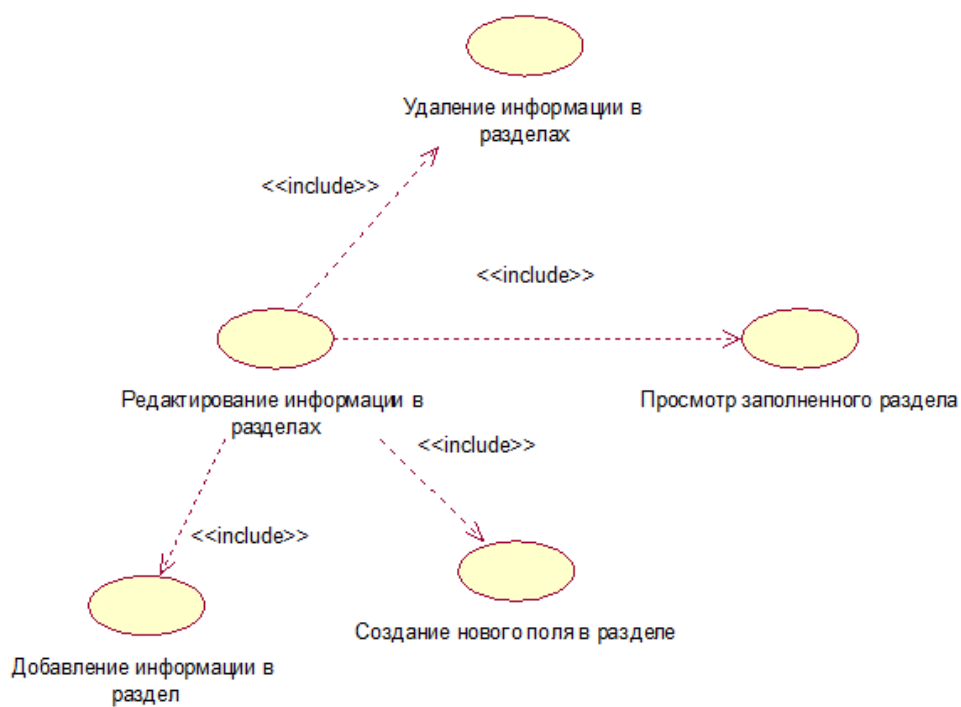 Удаление информации в
разделах
<<include>>
<<include>>
Редактирование информации в
разделах
Просмотр заполненного раздела
<<include>>
<<include>>
Создание нового поля в разделе
Добавление информации в
раздел